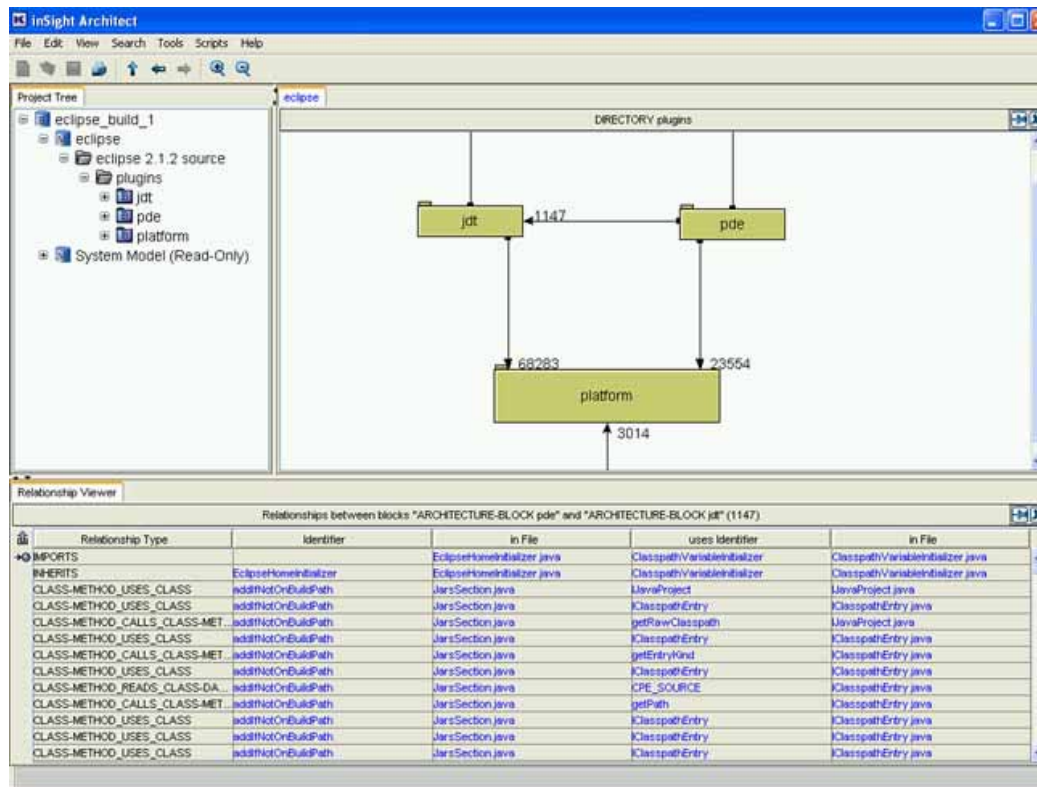 inSight Architect
File Edit View Search Tools Scripts Help
Project Tree
eclipse
eclipse_build_1
eclipse
eclipse 2.1.2 source
plugins
jdt
pde
platform
System Model (Read-Only)
DIRECTORY plugins
jdt
1147
pde
68283
23554
platform
3014
Relationship Viewer
Relationships between blocks "ARCHITECTURE-BLOCK pde" and "ARCHITECTURE-BLOCK jdt" (1147)
Relationship Type Identifier in File uses Identifier in File
IMPORTS EclipseHomeInitializer.java ClasspathVariableInitializer ClasspathVariableInitializer.java
INHERITS EclipseHomeInitializer EclipseHomeInitializer.java ClasspathVariableInitializer ClasspathVariableInitializer.java
CLASS-METHOD_USES_CLASS addIfNotOnBuildPath JarsSection.java IJavaProject IJavaProject.java
CLASS-METHOD_USES_CLASS addIfNotOnBuildPath JarsSection.java IClasspathEntry IClasspathEntry.java
CLASS-METHOD_CALLS_CLASS-MET... addIfNotOnBuildPath JarsSection.java getRawClasspath IJavaProject.java
CLASS-METHOD_USES_CLASS addIfNotOnBuildPath JarsSection.java IClasspathEntry IClasspathEntry.java
CLASS-METHOD_CALLS_CLASS-MET... addIfNotOnBuildPath JarsSection.java getEntryKind IClasspathEntry.java
CLASS-METHOD_USES_CLASS addIfNotOnBuildPath JarsSection.java IClasspathEntry IClasspathEntry.java
CLASS-METHOD_READS_CLASS-DA... addIfNotOnBuildPath JarsSection.java CPE_SOURCE IClasspathEntry.java
CLASS-METHOD_CALLS_CLASS-MET... addIfNotOnBuildPath JarsSection.java getPath IClasspathEntry.java
CLASS-METHOD_USES_CLASS addIfNotOnBuildPath JarsSection.java IClasspathEntry IClasspathEntry.java
CLASS-METHOD_USES_CLASS addIfNotOnBuildPath JarsSection.java IClasspathEntry IClasspathEntry.java
CLASS-METHOD_USES_CLASS addIfNotOnBuildPath JarsSection.java IClasspathEntry IClasspathEntry.java